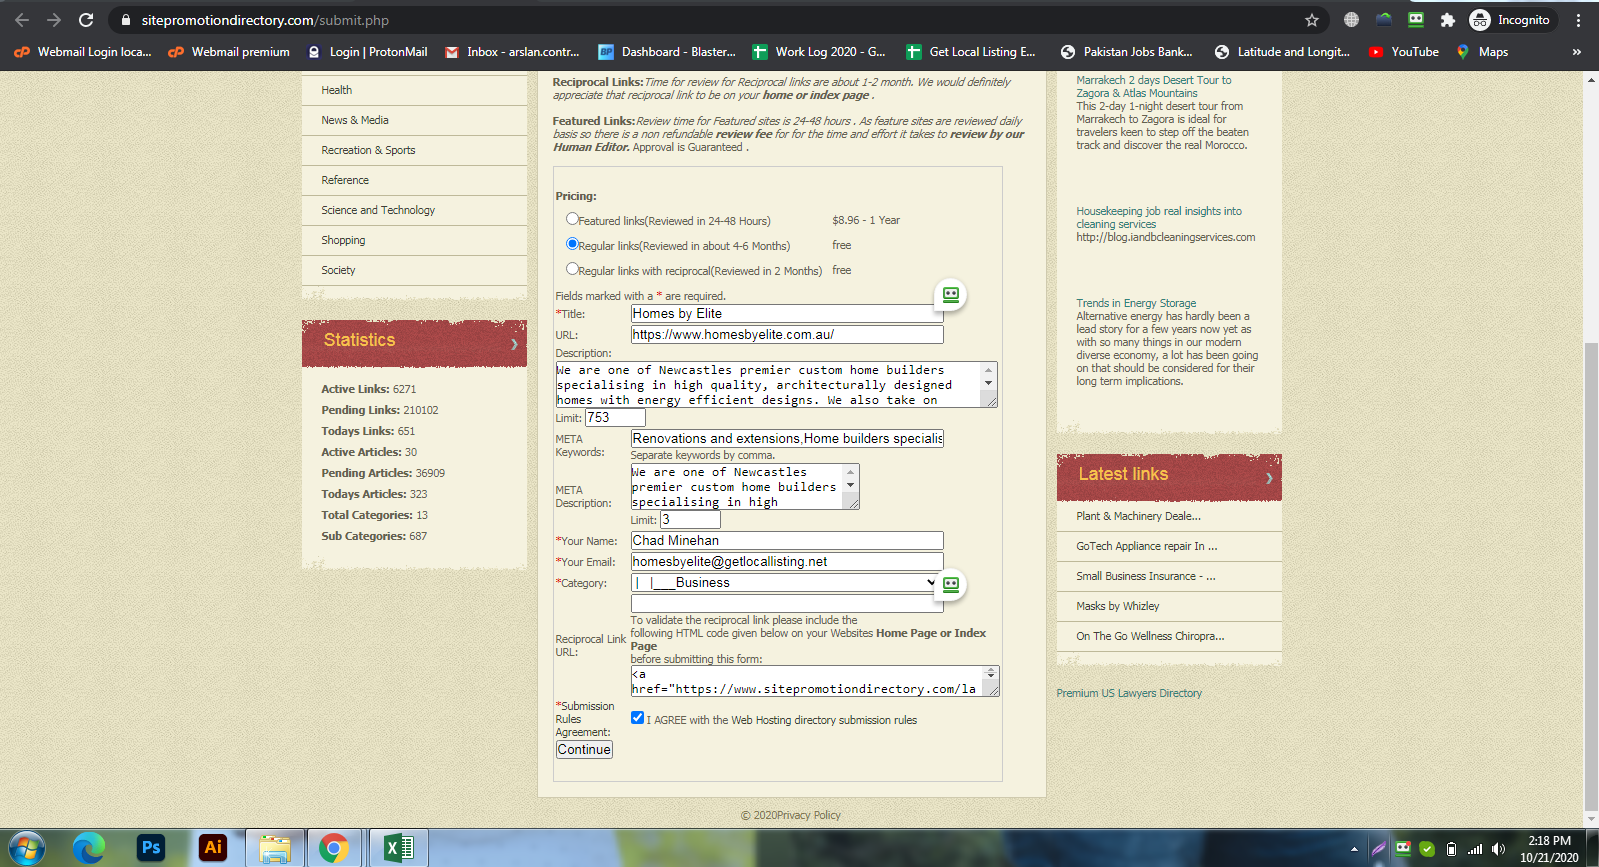 sitepromotiondirectory.com/submit.php
Incognito
Webmail Login loca...
Webmail premium
Login | ProtonMail
Inbox - arslan.contr...
Dashboard - Blaster...
Work Log 2020 - G...
Get Local Listing E...
Pakistan Jobs Bank...
Latitude and Longit...
YouTube
Maps
»
Health
News & Media
Recreation & Sports
Reference
Science and Technology
Shopping
Society
Statistics
Active Links: 6271
Pending Links: 210102
Todays Links: 651
Active Articles: 30
Pending Articles: 36909
Todays Articles: 323
Total Categories: 13
Sub Categories: 687
Reciprocal Links:Time for review for Reciprocal links are about 1-2 month. We would definitely
appreciate that reciprocal link to be on your home or index page .
Featured Links:Review time for Featured sites is 24-48 hours . As feature sites are reviewed daily
basis so there is a non refundable review fee for for the time and effort it takes to review by our
Human Editor. Approval is Guaranteed .
Pricing:
Featured links(Reviewed in 24-48 Hours) $8.96 - 1 Year
Regular links(Reviewed in about 4-6 Months) free
Regular links with reciprocal(Reviewed in 2 Months) free
Fields marked with a * are required.
*Title: Homes by Elite
URL: https://www.homesbyelite.com.au/
Description:
We are one of Newcastles premier custom home builders
specialising in high quality, architecturally designed
homes with energy efficient designs. We also take on
Limit: 753
META
Keywords:
Renovations and extensions,Home builders specialis
Separate keywords by comma.
META
Description:
We are one of Newcastles
premier custom home builders
specialising in high
Limit: 3
*Your Name: Chad Minehan
*Your Email: homesbyelite@getlocallisting.net
*Category: | |___Business
Reciprocal Link
URL:
To validate the reciprocal link please include the
following HTML code given below on your Websites Home Page or Index
Page
before submitting this form:
<a
href="https://www.sitepromotiondirectory.com/la
*Submission
Rules
Agreement:
I AGREE with the Web Hosting directory submission rules
Continue
Marrakech 2 days Desert Tour to
Zagora & Atlas Mountains
This 2-day 1-night desert tour from
Marrakech to Zagora is ideal for
travelers keen to step off the beaten
track and discover the real Morocco.
Housekeeping job real insights into
cleaning services
http://blog.iandbcleaningservices.com
Trends in Energy Storage
Alternative energy has hardly been a
lead story for a few years now yet as
with so many things in our modern
diverse economy, a lot has been going
on that should be considered for their
long term implications.
Latest links
Plant & Machinery Deale...
GoTech Appliance repair In ...
Small Business Insurance - ...
Masks by Whizley
On The Go Wellness Chiropra...
Premium US Lawyers Directory
© 2020Privacy Policy
Ps
Ai
2:18 PM
10/21/2020